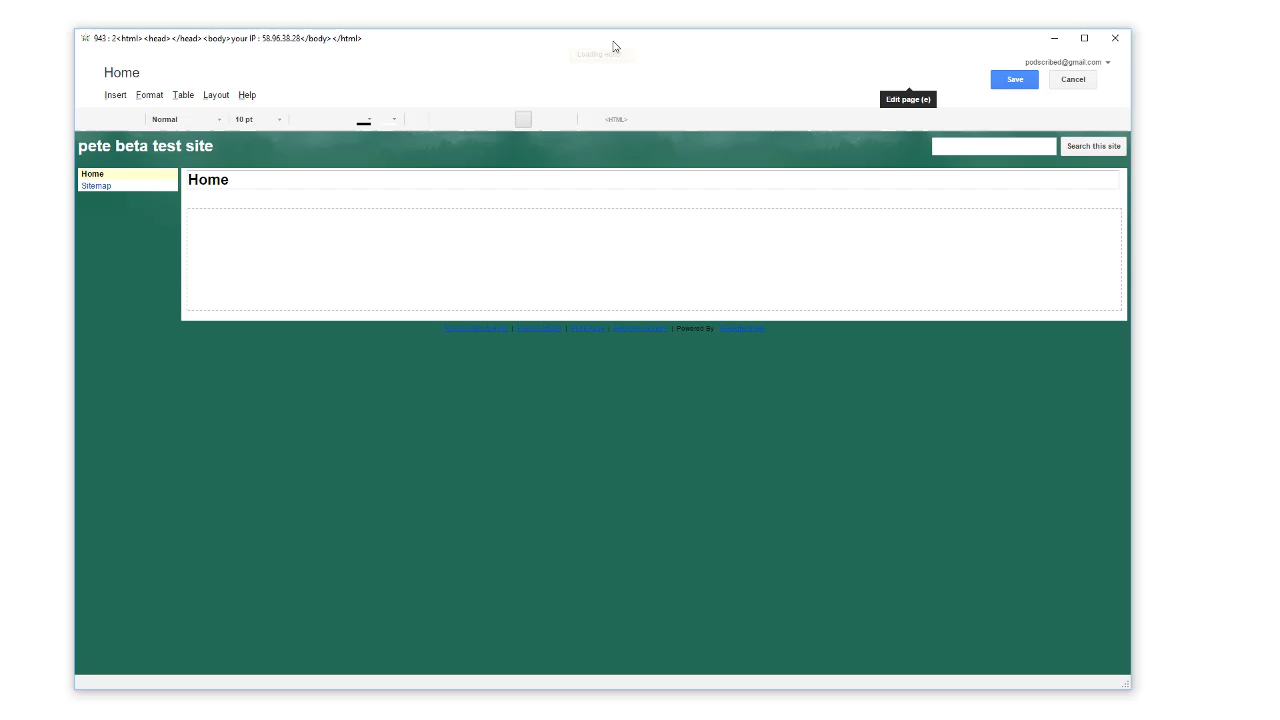 943 : 2<html><head></head><body>your IP : 58.96.38.28</body></html>
Loading
Home
podscribed@gmail.com
Save
Cancel
Insert Format Table Layout Help
Edit page (e)
Normal
10 pt
<HTML>
pete beta test site
Search this site
Home
Sitemap
Home
| | | | Powered By